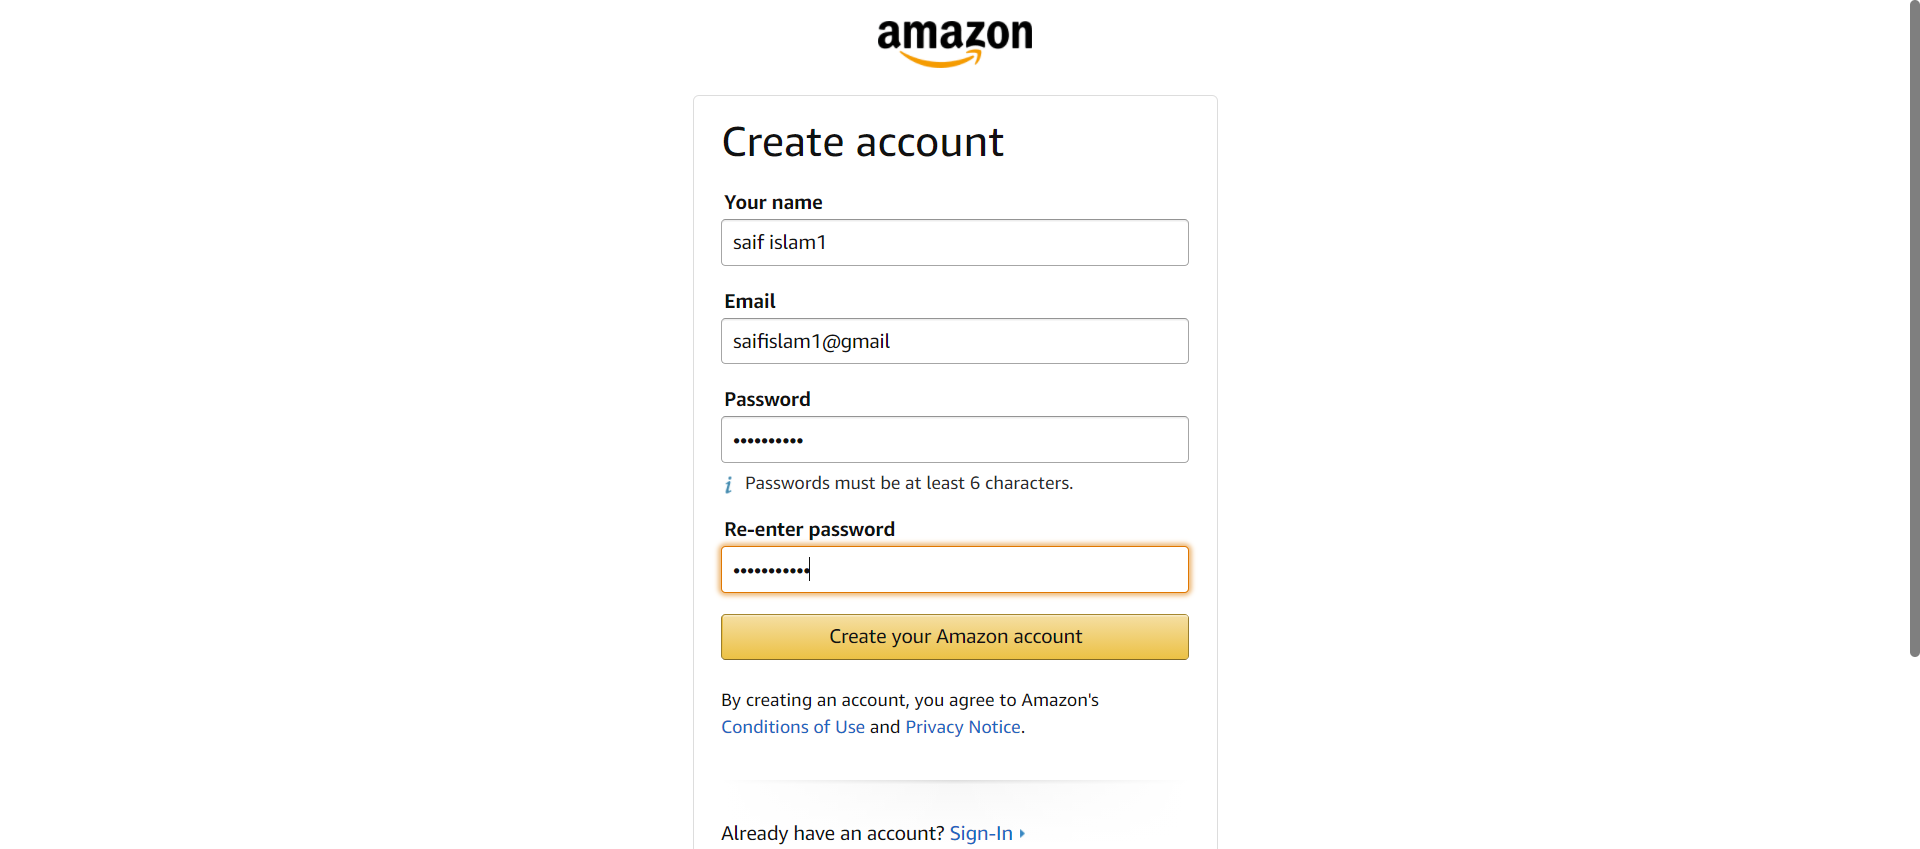 amazon
Create account
Your name
saif islam1
Email
saifislam1@gmail
Password
••••••••••
i Passwords must be at least 6 characters.
Re-enter password
•••••••••••
Create your Amazon account
By creating an account, you agree to Amazon's
Conditions of Use and Privacy Notice.
Already have an account? Sign-In